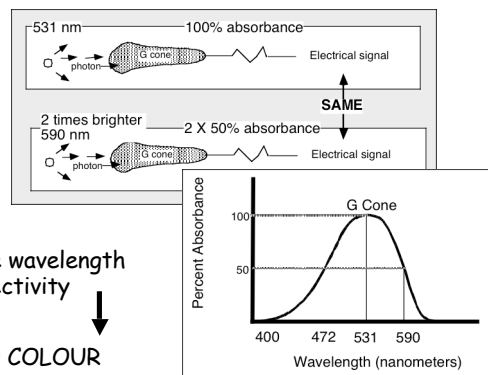 531 nm
100% absorbance
G cone
Electrical signal
photon
SAME
2 times brighter
590 nm
2 X 50% absorbance
G cone
Electrical signal
photon
G Cone
Percent Absorbance
100
50
400 472 531 590
Wavelength (nanometers)
wavelength
COLOUR